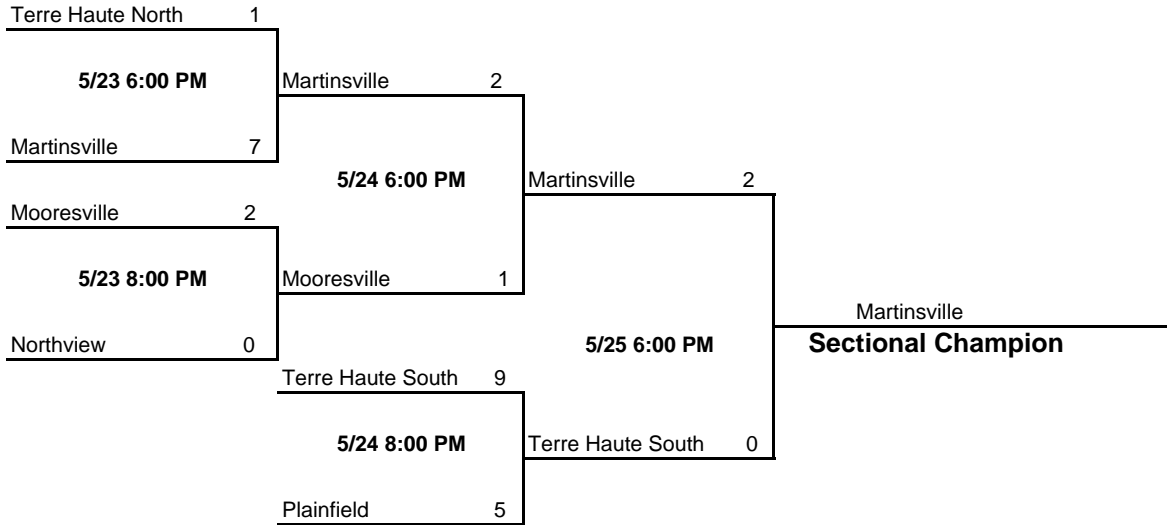 Terre Haute North 1
5/23 6:00 PM
Martinsville 2
Martinsville 7
5/24 6:00 PM
Martinsville 2
Mooresville 2
5/23 8:00 PM
Mooresville 1
Martinsville
Northview 0
5/25 6:00 PM
Sectional Champion
Terre Haute South 9
5/24 8:00 PM
Terre Haute South 0
Plainfield 5